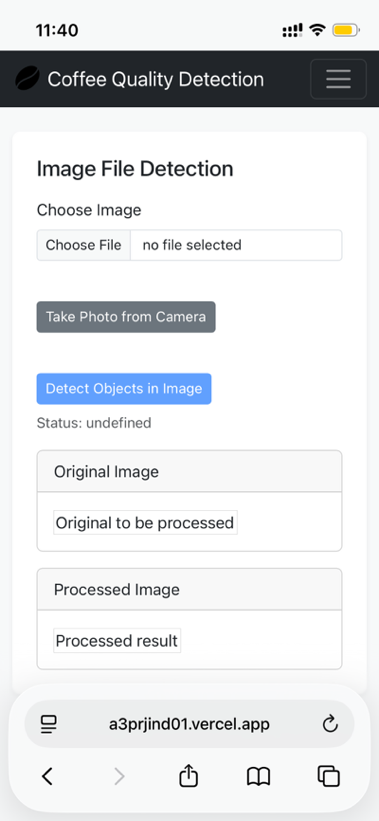 11:40
Coffee Quality Detection
Image File Detection
Choose Image
Choose File no file selected
Take Photo from Camera
Detect Objects in Image
Status: undefined
Original Image
Original to be processed
Processed Image
Processed result
a3prjind01.vercel.app